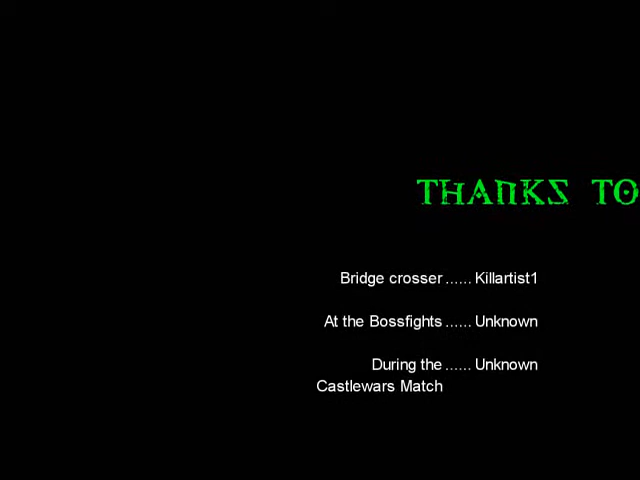 THANKS TO
Bridge crosser ...... Killartist1
At the Bossfights ...... Unknown
During the ...... Unknown
Castlewars Match